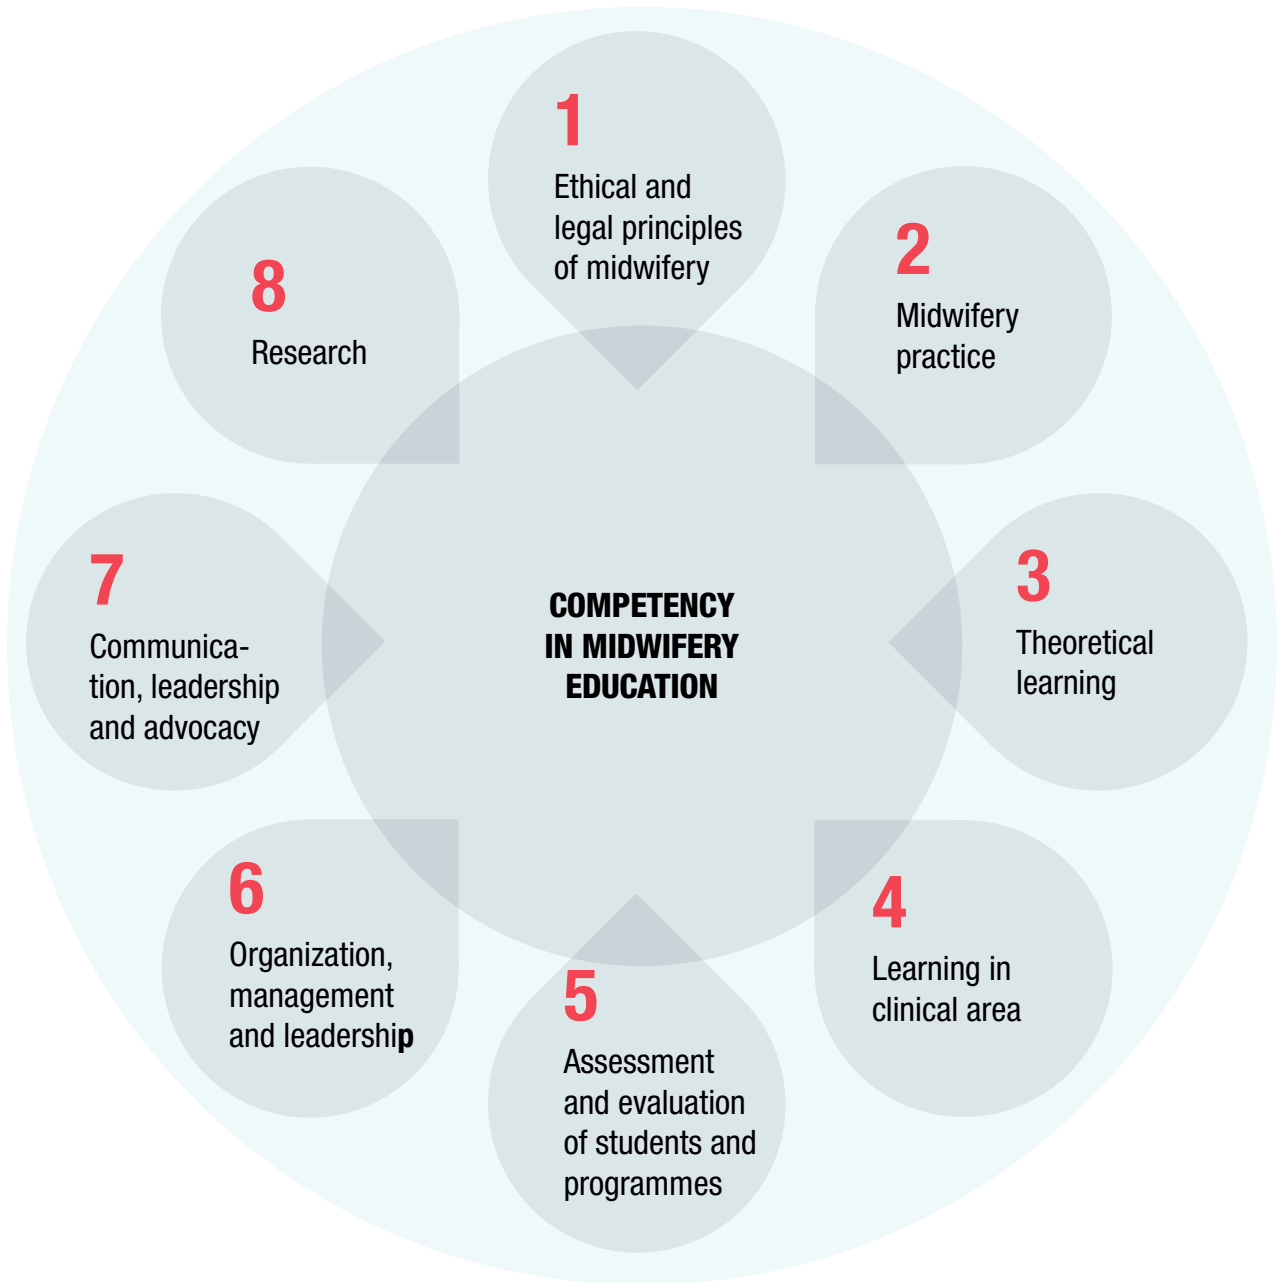 1
Ethical and
legal principles
of midwifery
2
Midwifery
practice
3
Theoretical
learning
4
Learning in
clinical area
5
Assessment
and evaluation
of students and
programmes
6
Organization,
management
and leadership
7
Communica-
tion, leadership
and advocacy
8
Research
COMPETENCY
IN MIDWIFERY
EDUCATION